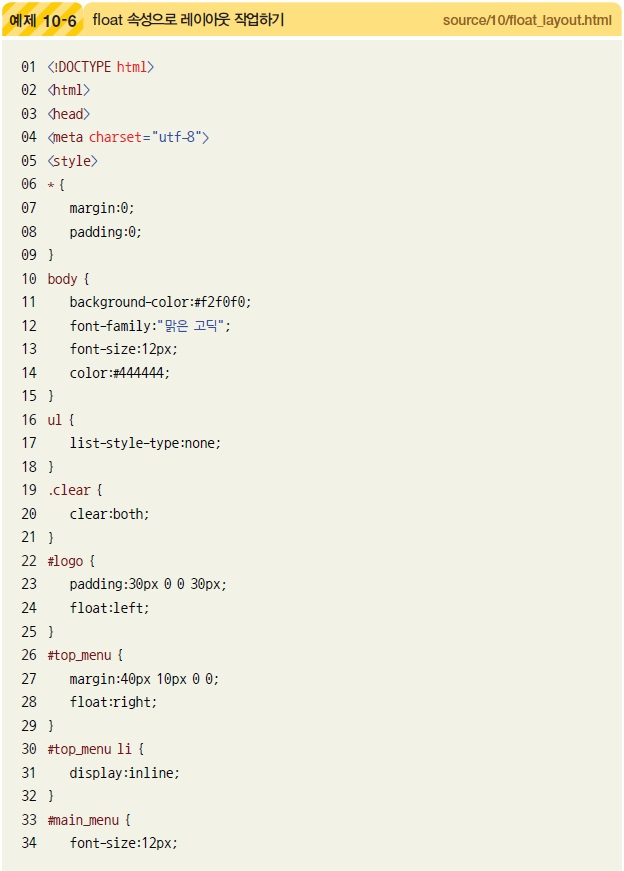 예제 10-6 float 속성으로 레이아웃 작업하기 source/10/float_layout.html
01 <!DOCTYPE html>
02 <html>
03 <head>
04 <meta charset="utf-8">
05 <style>
06 * {
07 margin:0;
08 padding:0;
09 }
10 body {
11 background-color:#f2f0f0;
12 font-family:"맑은 고딕";
13 font-size:12px;
14 color:#444444;
15 }
16 ul {
17 list-style-type:none;
18 }
19 .clear {
20 clear:both;
21 }
22 #logo {
23 padding:30px 0 0 30px;
24 float:left;
25 }
26 #top_menu {
27 margin:40px 10px 0 0;
28 float:right;
29 }
30 #top_menu li {
31 display:inline;
32 }
33 #main_menu {
34 font-size:12px;